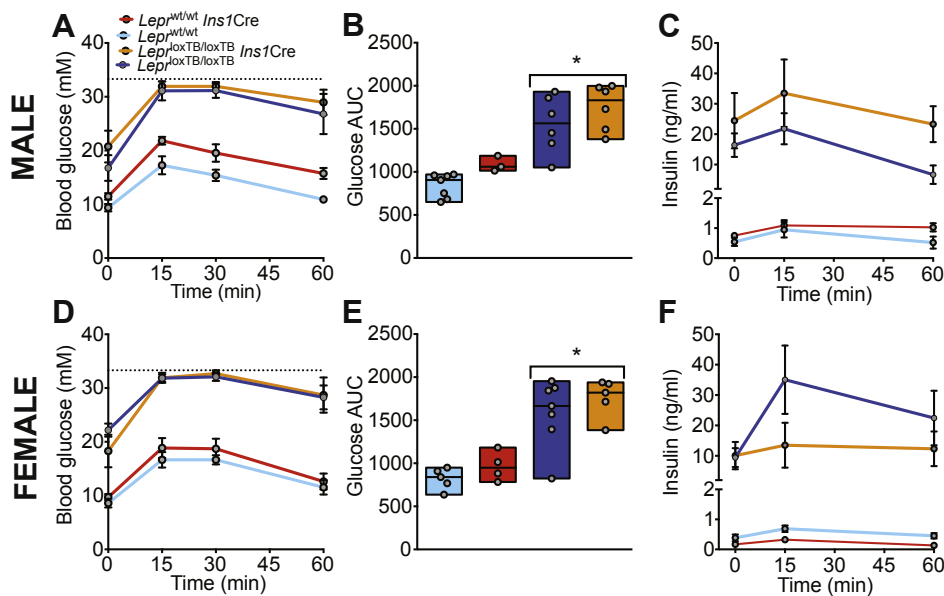 A
Lepr^wt/wt Ins1Cre
Lepr^wt/wt
Lepr^loxTB/loxTB Ins1Cre
Lepr^loxTB/loxTB
MALE
Blood glucose (mM)
40
30
20
10
0
0 15 30 45 60
Time (min)
B
Glucose AUC
2500
2000
1500
1000
500
0
*
C
Insulin (ng/ml)
50
40
30
20
10
2
1
0
0 15 30 45 60
Time (min)
FEMALE
D
Blood glucose (mM)
40
30
20
10
0
0 15 30 45 60
Time (min)
E
Glucose AUC
2500
2000
1500
1000
500
0
*
F
Insulin (ng/ml)
50
40
30
20
10
2
1
0
0 15 30 45 60
Time (min)